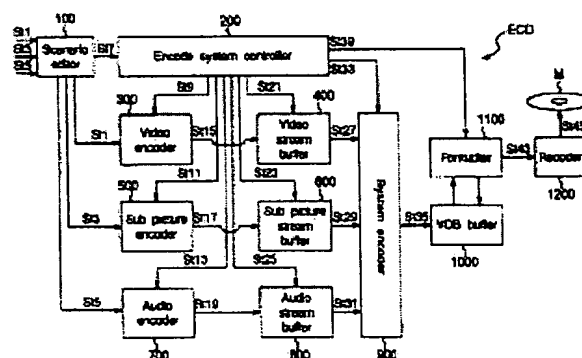 100
200
ECD
St1
St3
St5
Scenario
editor
St7
Encode system controller
St39
St33
St9
St21
300
400
M
St1
Video
encoder
St15
Video
stream
buffer
St27
1100
St45
St11
St23
Formatter
St43
Recoder
500
600
1200
System encoder
St3
Sub picture
encoder
St17
Sub picture
stream
buffer
St29
St35
VOB buffer
St13
St25
1000
St5
Audio
encoder
St19
Audio
stream
buffer
St31
700
800
900